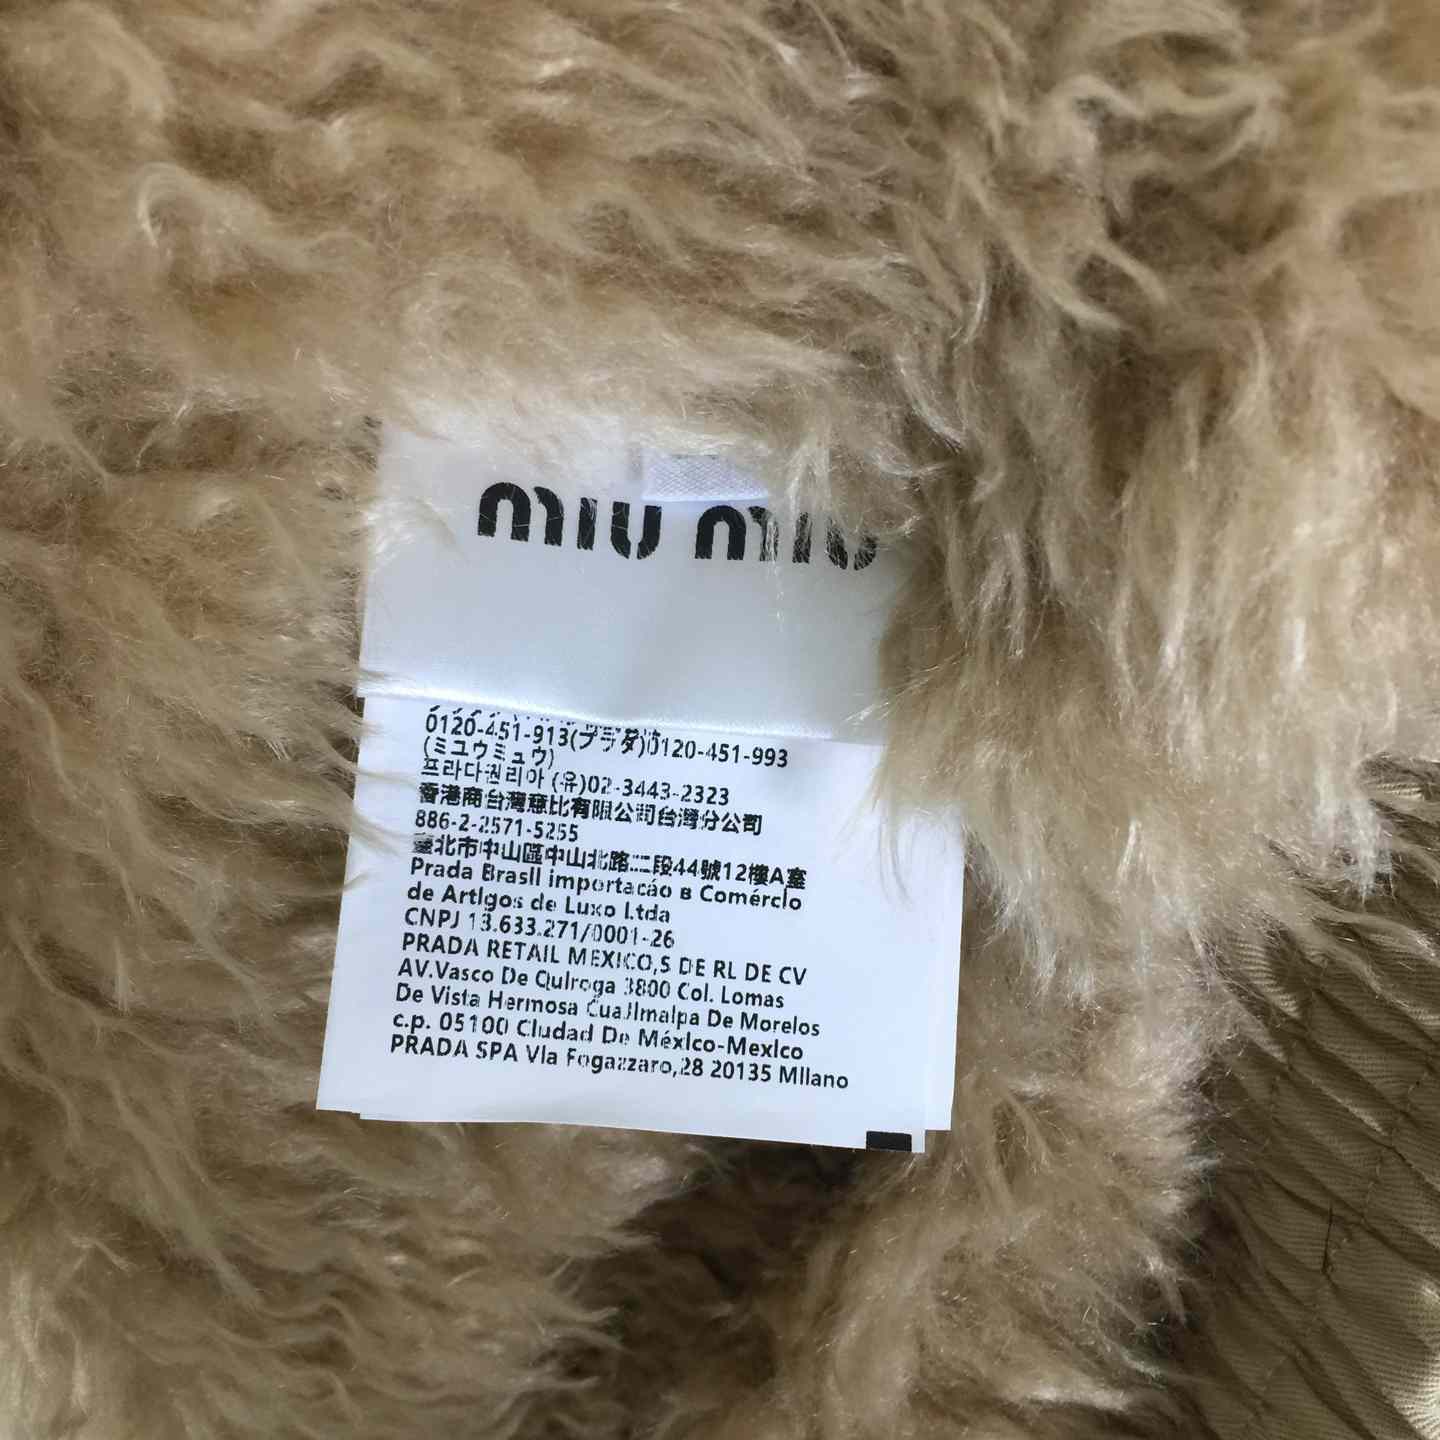 miu miu
0120-451-913(プラダ)0120-451-993
(ミュウミュウ)
프라다코리아 (유)02-3443-2323
香港商台灣慈比有限公司台灣分公司
886-2-2571-5255
臺北市中山區中山北路二段44號12樓A室
Prada Brasil importacáo в Comércio
de Artigos de Luxo Ltda
CNPJ 13.633.271/0001-26
PRADA RETAIL MEXICO,S DE RL DE CV
AV.Vasco De Quiroga 3800 Col. Lomas
De Vista Hermosa CuaJimalpa De Morelos
c.p. 05100 Ciudad De México-Mexico
PRADA SPA Via Fogazzaro,28 20135 Milano